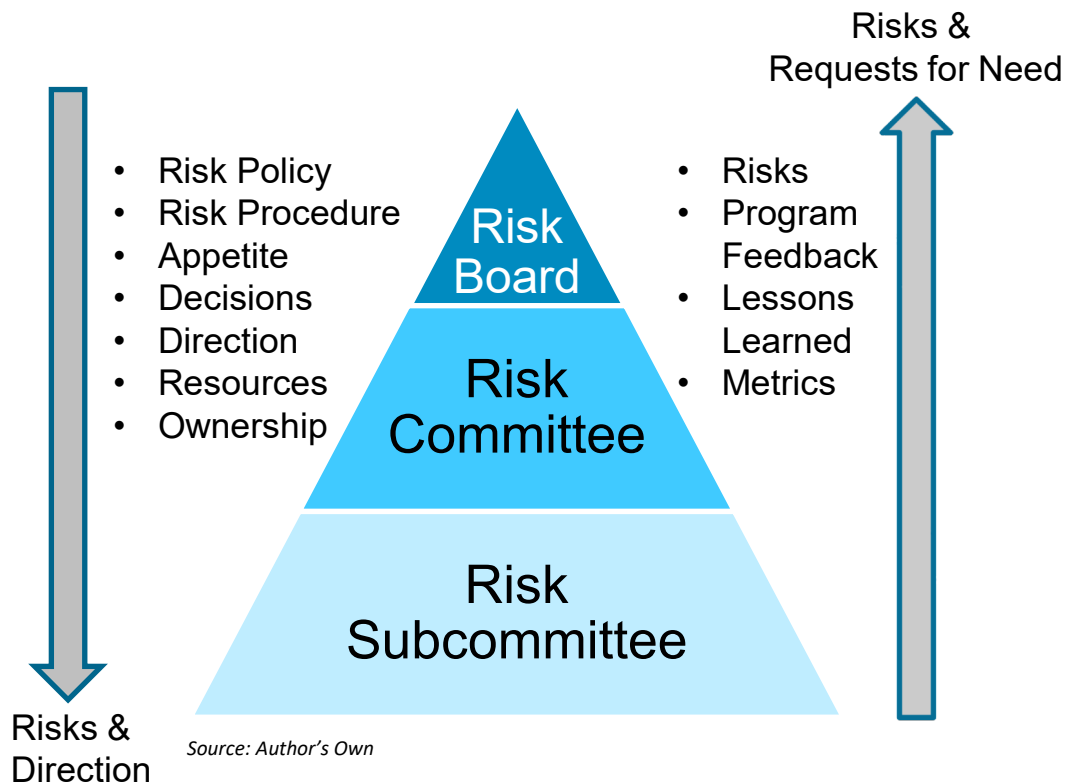 Risks &
Requests for Need
• Risk Policy
• Risk Procedure
• Appetite
• Decisions
• Direction
• Resources
• Ownership
Risk
Board
Risk
Committee
Risk
Subcommittee
• Risks
• Program
Feedback
• Lessons
Learned
• Metrics
Risks &
Direction
Source: Author's Own